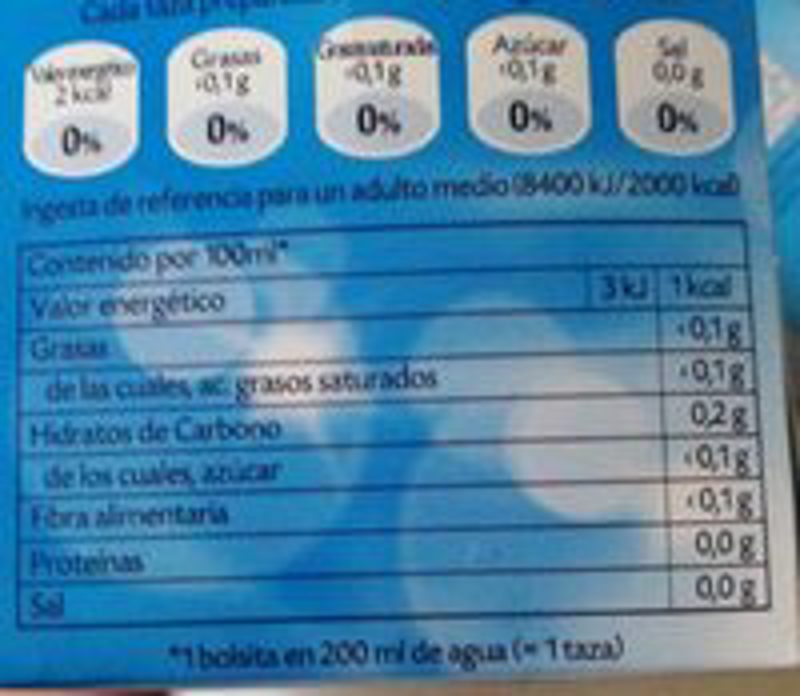 Cada taza
Valor energético Grasas Grasas saturadas Azúcar Sal
2 kcal <0,1 g <0,1 g <0,1 g 0,0 g
0% 0% 0% 0% 0%
Ingesta de referencia para un adulto medio (8400 kJ/2000 kcal)
Contenido por 100ml*
Valor energético 3 kJ 1 kcal
Grasas <0,1 g
de las cuales, ac. grasos saturados <0,1 g
Hidratos de Carbono 0,2 g
de los cuales, azúcar <0,1 g
Fibra alimentaria <0,1 g
Proteínas 0,0 g
Sal 0,0 g
*1 bolsita en 200 ml de agua (= 1 taza)